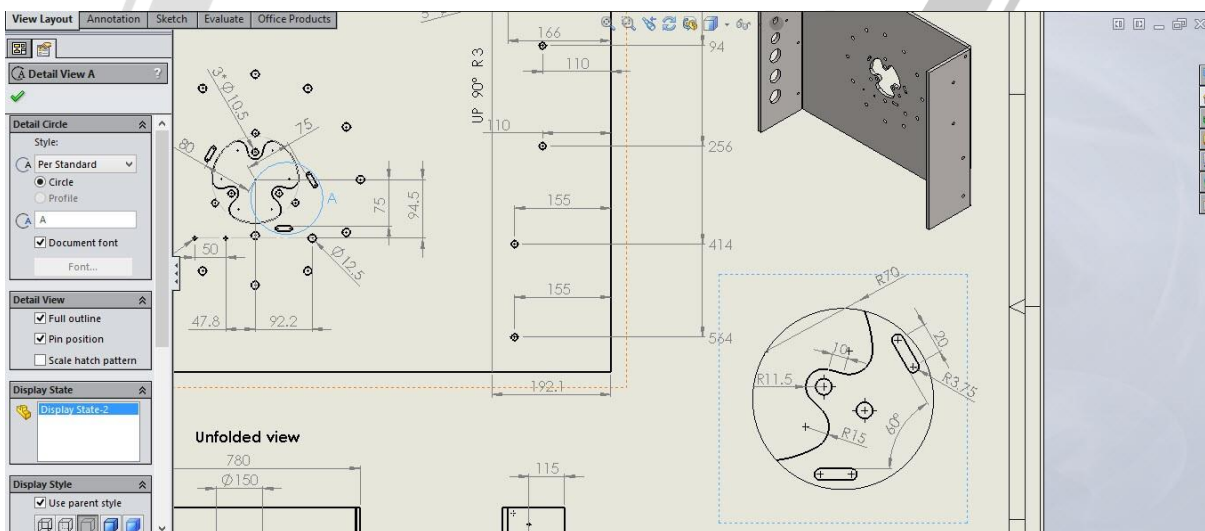 View Layout Annotation Sketch Evaluate Office Products
Detail View A ?
Detail Circle
Style:
A Per Standard
Circle
Profile
A A
Document font
Font...
Detail View
Full outline
Pin position
Scale hatch pattern
Display State
Display State-2
Display Style
Use parent style
3* Ø10.5
75
80
A
75
94.5
50
Ø12.5
47.8
92.2
UP 90° R3
166
94
110
110
256
155
414
155
564
192.1
Unfolded view
780
Ø150
115
R70
20
10
R11.5
R3.75
60°
R15